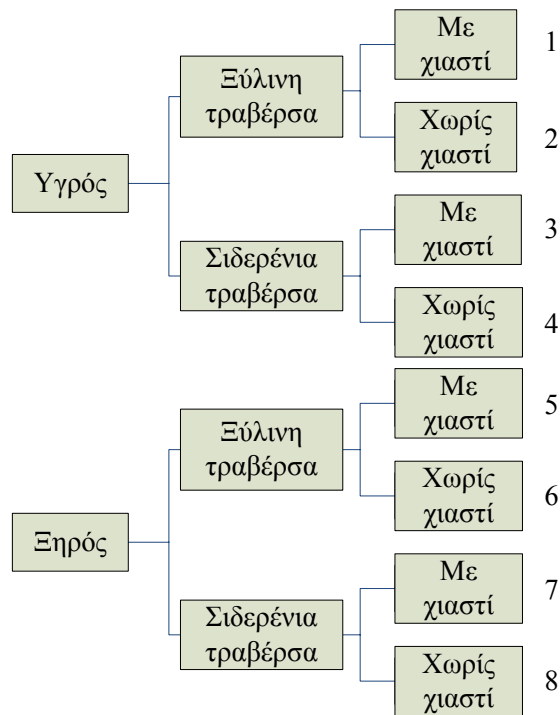 Με
χιαστί
1
Ξύλινη
τραβέρσα
Χωρίς
χιαστί
2
Υγρός
Με
χιαστί
3
Σιδερένια
τραβέρσα
Χωρίς
χιαστί
4
Με
χιαστί
5
Ξύλινη
τραβέρσα
Χωρίς
χιαστί
6
Ξηρός
Με
χιαστί
7
Σιδερένια
τραβέρσα
Χωρίς
χιαστί
8